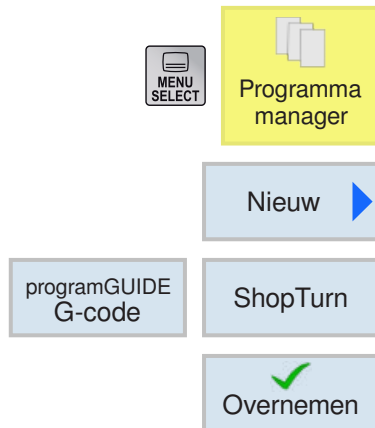 MENU
SELECT
Programma
manager
Nieuw
programGUIDE
G-code
ShopTurn
Overnemen